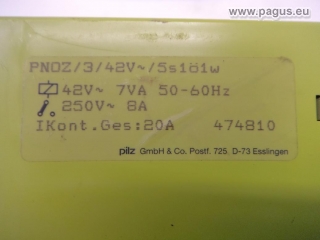 www.pagus.eu
PNOZ/3/42V~/5s1ö1w
42V~ 7VA 50-60Hz
250V~ 8A
IKont.Ges:20A 474810
pilz GmbH & Co. Postf. 725, D-73 Esslingen